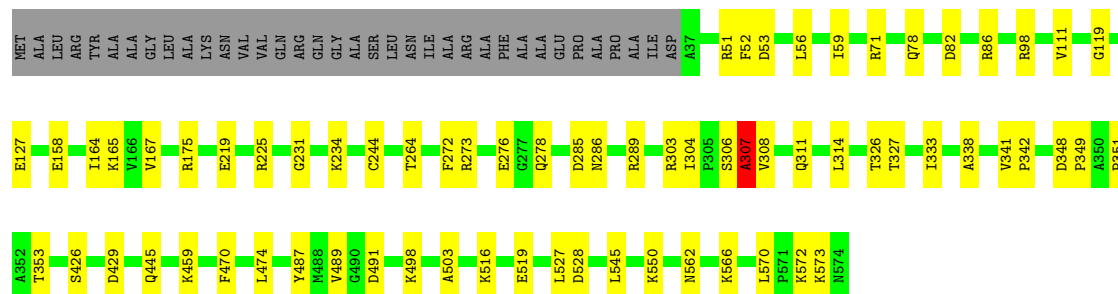 MET ALA LEU ARG TYR ALA ALA GLY LEU ALA LYS ASN VAL VAL GLN ARG GLN GLY ALA SER LEU ASN ILE ALA ARG ALA PHE ALA ALA GLU PRO ALA PRO ALA ILE ASP A37 R51 F52 D53 L56 I59 R71 Q78 D82 R86 R98 V111 G119
E127 E158 I164 K165 V166 V167 R175 E219 R225 G231 K234 C244 T264 F272 R273 E276 G277 Q278 D285 N286 R289 R303 I304 P305 S306 A307 V308 Q311 L314 T326 T327 I333 A338 V341 P342 D348 P349 A350
A352 T353 S426 D429 Q445 K459 F470 L474 Y487 M488 V489 G490 D491 K498 A503 K516 E519 L527 D528 L545 K550 N562 K566 L570 P571 K572 K573 N574